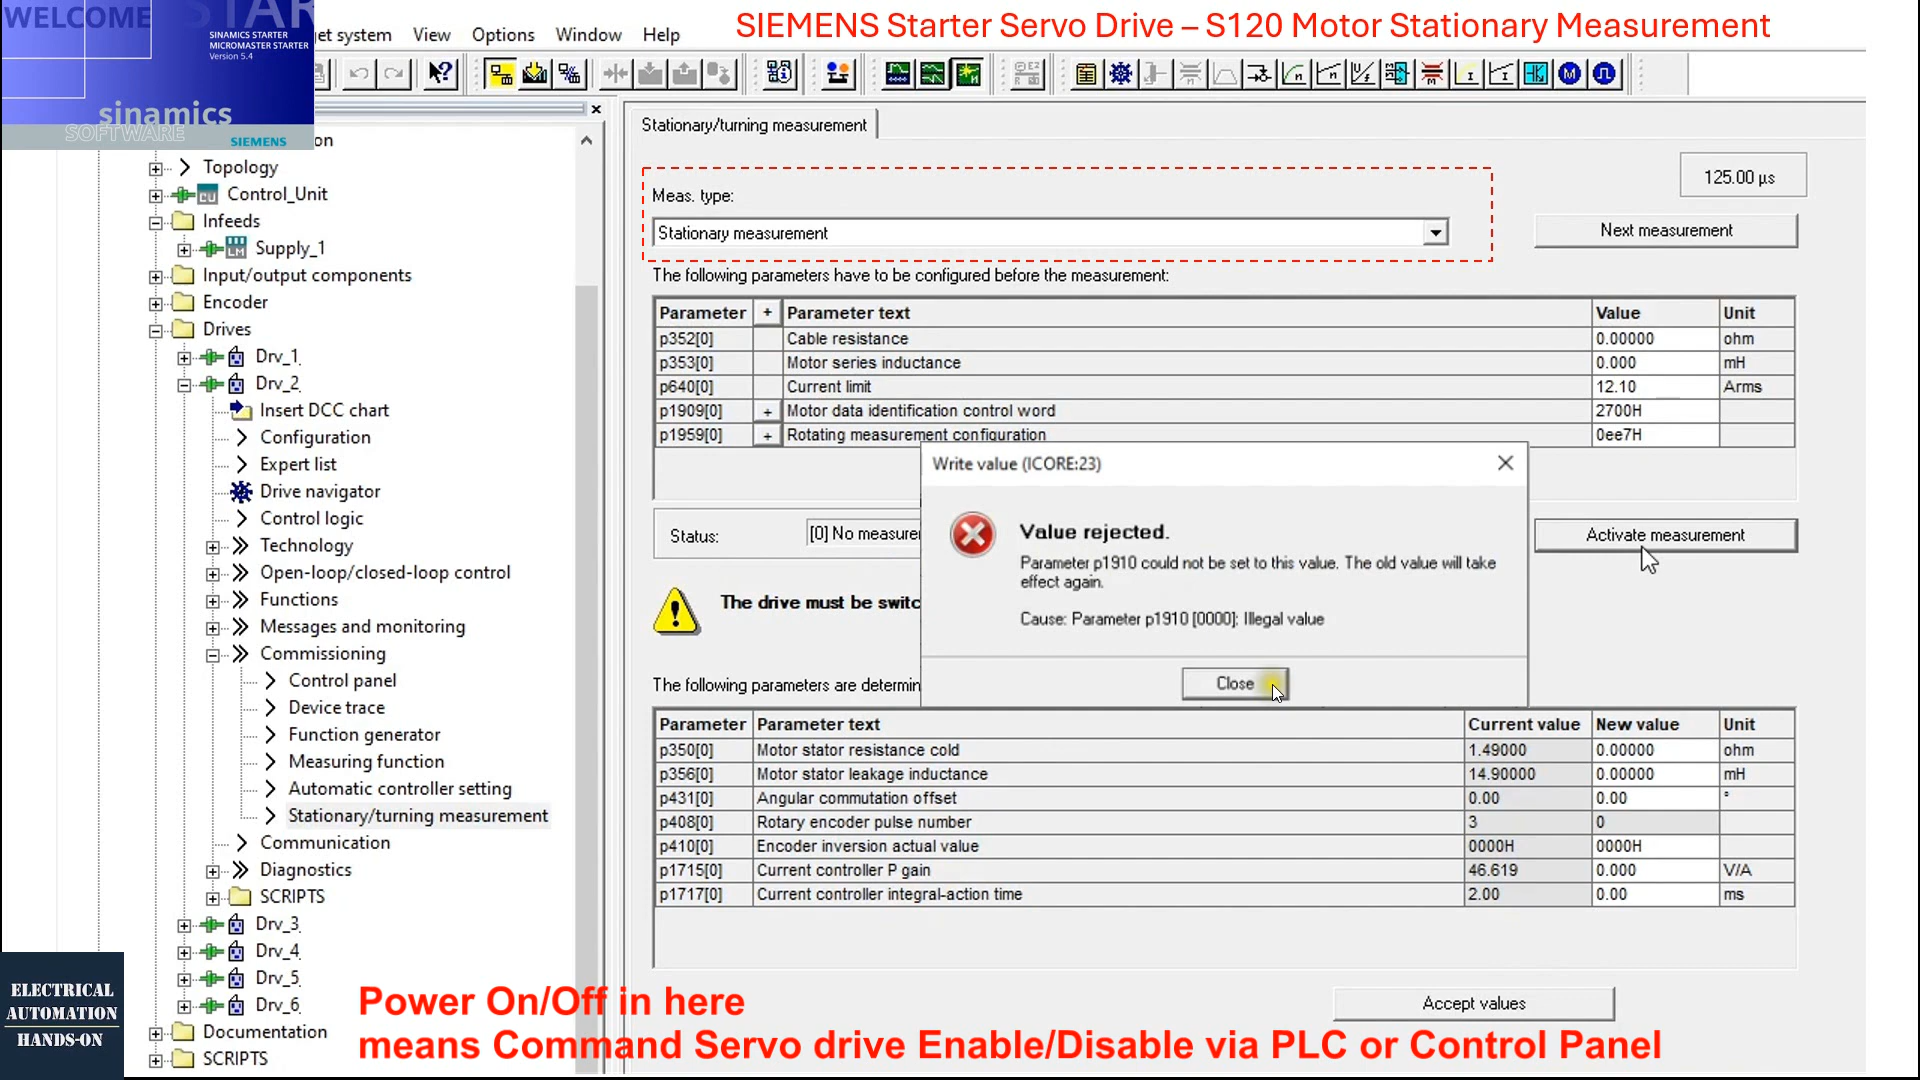 WELCOME
STAR
SINAMICS STARTER
MICROMASTER STARTER
Version 5.4
sinamics
SOFTWARE
SIEMENS
SIEMENS Starter Servo Drive – S120 Motor Stationary Measurement
get system View Options Window Help
on
Topology
Control_Unit
Infeeds
Supply_1
Input/output components
Encoder
Drives
Drv_1
Drv_2
Insert DCC chart
Configuration
Expert list
Drive navigator
Control logic
Technology
Open-loop/closed-loop control
Functions
Messages and monitoring
Commissioning
Control panel
Device trace
Function generator
Measuring function
Automatic controller setting
Stationary/turning measurement
Communication
Diagnostics
SCRIPTS
Drv_3
Drv_4
Drv_5
Drv_6
Documentation
SCRIPTS
Stationary/turning measurement
125.00 µs
Meas. type:
Stationary measurement
Next measurement
The following parameters have to be configured before the measurement:
Parameter + Parameter text Value Unit
p352[0] Cable resistance 0.00000 ohm
p353[0] Motor series inductance 0.000 mH
p640[0] Current limit 12.10 Arms
p1909[0] + Motor data identification control word 2700H
p1959[0] + Rotating measurement configuration 0ee7H
Status: [0] No measure
Activate measurement
The drive must be switc
Write value (ICORE:23)
Value rejected.
Parameter p1910 could not be set to this value. The old value will take
effect again.
Cause: Parameter p1910 [0000]: Illegal value
Close
The following parameters are determin
Parameter Parameter text Current value New value Unit
p350[0] Motor stator resistance cold 1.49000 0.00000 ohm
p356[0] Motor stator leakage inductance 14.90000 0.00000 mH
p431[0] Angular commutation offset 0.00 0.00 °
p408[0] Rotary encoder pulse number 3 0
p410[0] Encoder inversion actual value 0000H 0000H
p1715[0] Current controller P gain 46.619 0.000 V/A
p1717[0] Current controller integral-action time 2.00 0.00 ms
Accept values
ELECTRICAL
AUTOMATION
HANDS-ON
Power On/Off in here
means Command Servo drive Enable/Disable via PLC or Control Panel